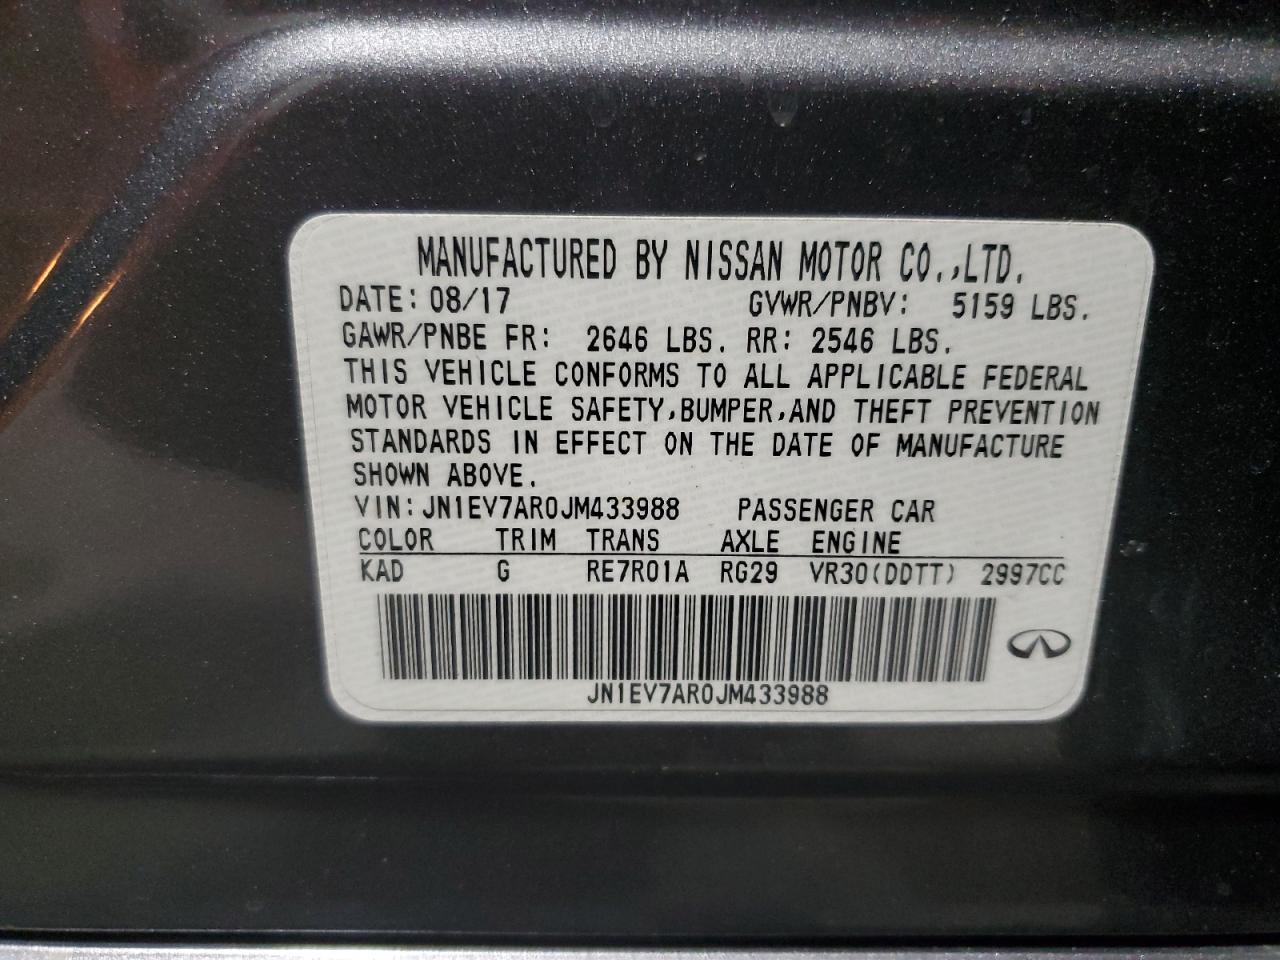 MANUFACTURED BY NISSAN MOTOR CO.,LTD.
DATE: 08/17 GVWR/PNBV: 5159 LBS.
GAWR/PNBE FR: 2646 LBS. RR: 2546 LBS.
THIS VEHICLE CONFORMS TO ALL APPLICABLE FEDERAL
MOTOR VEHICLE SAFETY,BUMPER,AND THEFT PREVENTION
STANDARDS IN EFFECT ON THE DATE OF MANUFACTURE
SHOWN ABOVE.
VIN:JN1EV7AR0JM433988 PASSENGER CAR
COLOR TRIM TRANS AXLE ENGINE
KAD G RE7R01A RG29 VR30(DDTT) 2997CC
JN1EV7AR0JM433988